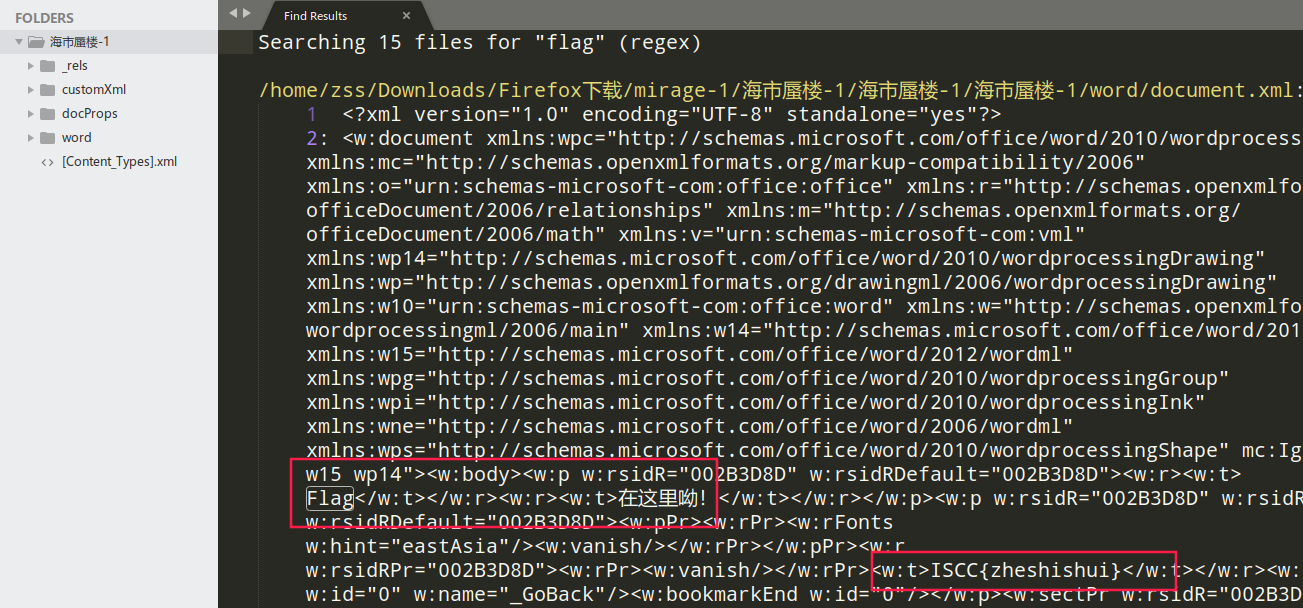 FOLDERS
海市蜃楼-1
_rels
customXml
docProps
word
[Content_Types].xml
Find Results
Searching 15 files for "flag" (regex)
/home/zss/Downloads/Firefox下载/mirage-1/海市蜃楼-1/海市蜃楼-1/海市蜃楼-1/word/document.xml:
1 <?xml version="1.0" encoding="UTF-8" standalone="yes"?>
2: <w:document xmlns:wpc="http://schemas.microsoft.com/office/word/2010/wordprocess
xmlns:mc="http://schemas.openxmlformats.org/markup-compatibility/2006"
xmlns:o="urn:schemas-microsoft-com:office:office" xmlns:r="http://schemas.openxmlfo
officeDocument/2006/relationships" xmlns:m="http://schemas.openxmlformats.org/
officeDocument/2006/math" xmlns:v="urn:schemas-microsoft-com:vml"
xmlns:wp14="http://schemas.microsoft.com/office/word/2010/wordprocessingDrawing"
xmlns:wp="http://schemas.openxmlformats.org/drawingml/2006/wordprocessingDrawing"
xmlns:w10="urn:schemas-microsoft-com:office:word" xmlns:w="http://schemas.openxmlfo
wordprocessingml/2006/main" xmlns:w14="http://schemas.microsoft.com/office/word/201
xmlns:w15="http://schemas.microsoft.com/office/word/2012/wordml"
xmlns:wpg="http://schemas.microsoft.com/office/word/2010/wordprocessingGroup"
xmlns:wpi="http://schemas.microsoft.com/office/word/2010/wordprocessingInk"
xmlns:wne="http://schemas.microsoft.com/office/word/2006/wordml"
xmlns:wps="http://schemas.microsoft.com/office/word/2010/wordprocessingShape" mc:Ig
w15 wp14"><w:body><w:p w:rsidR="002B3D8D" w:rsidRDefault="002B3D8D"><w:r><w:t>
Flag</w:t></w:r><w:r><w:t>在这里呦！</w:t></w:r></w:p><w:p w:rsidR="002B3D8D" w:rsidR
w:rsidRDefault="002B3D8D"><w:pPr><w:rPr><w:rFonts
w:hint="eastAsia"/><w:vanish/></w:rPr></w:pPr><w:r
w:rsidRPr="002B3D8D"><w:rPr><w:vanish/></w:rPr><w:t>ISCC{zheshishui}</w:t></w:r><w:
w:id="0" w:name="_GoBack"/><w:bookmarkEnd w:id="0"/></w:p><w:sectPr w:rsidR="002B3D